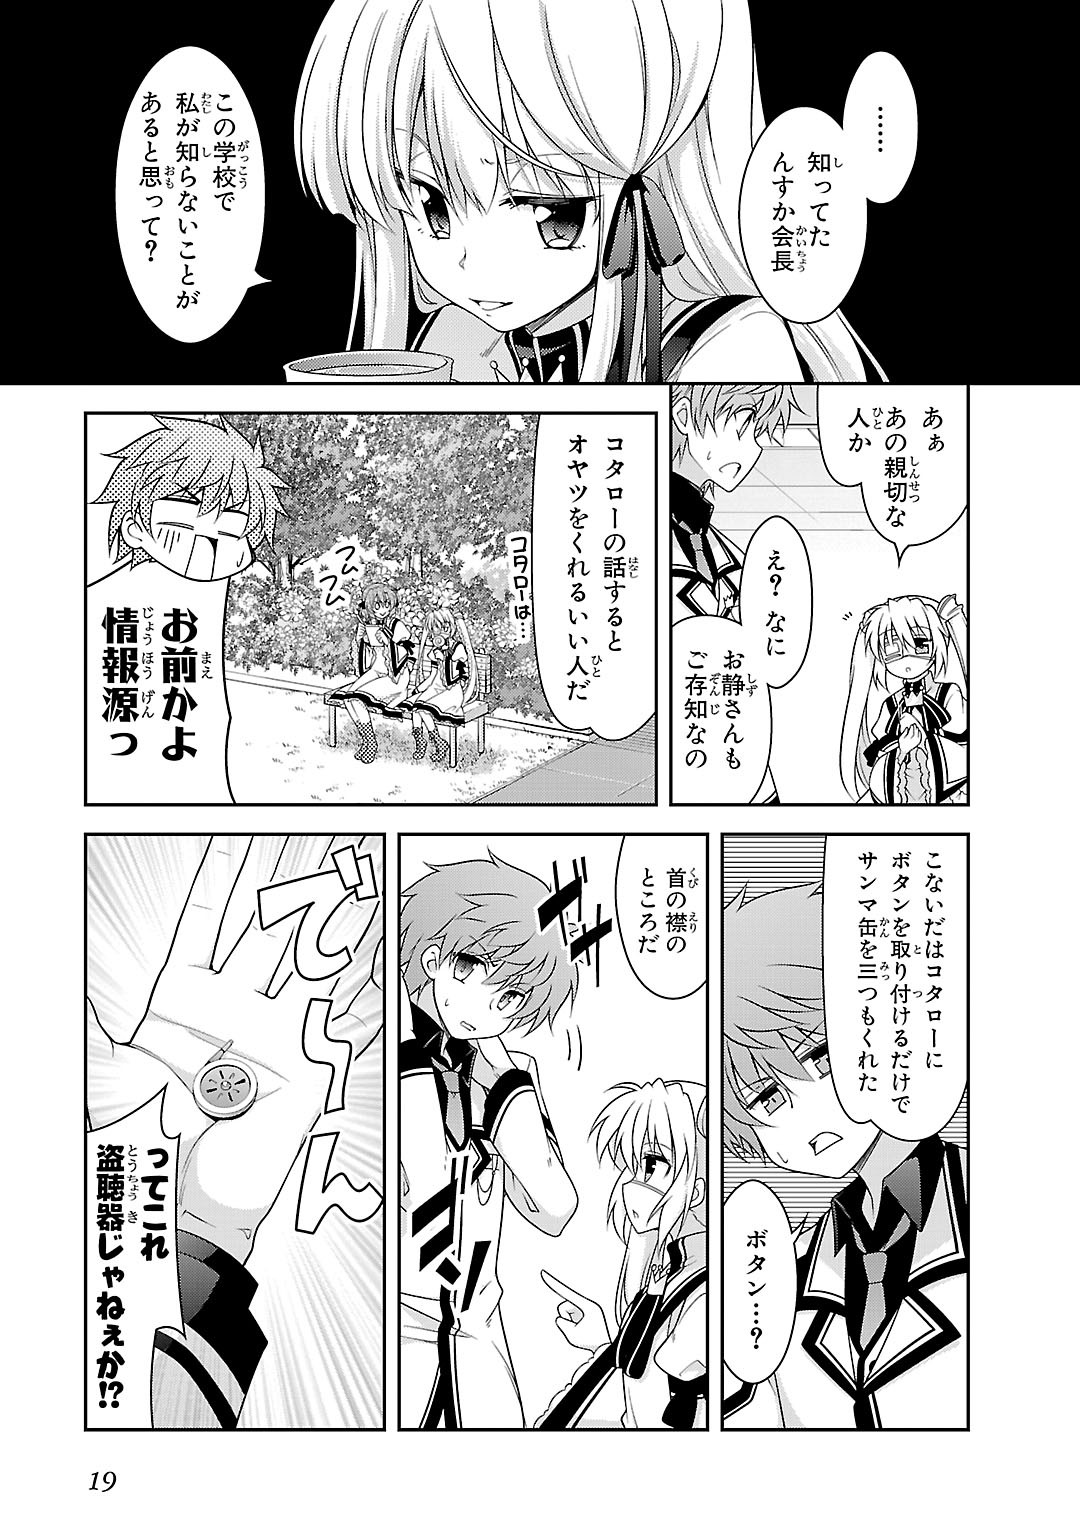 ……
知ってた
んすか会長
この学校で
私が知らないことが
あると思って？
あぁ
あの親切な
人か
え？なに
お静さんも
ご存知なの
コタローの話すると
オヤツをくれるいい人だ
コタローは…
フムフム
お前かよ
情報源っ
こないだはコタローに
ボタンを取り付けるだけで
サンマ缶を三つもくれた
ボタン…？
首の襟の
ところだ
ガサガサ
で〜〜ん
ってこれ
盗聴器じゃねぇか!?
19